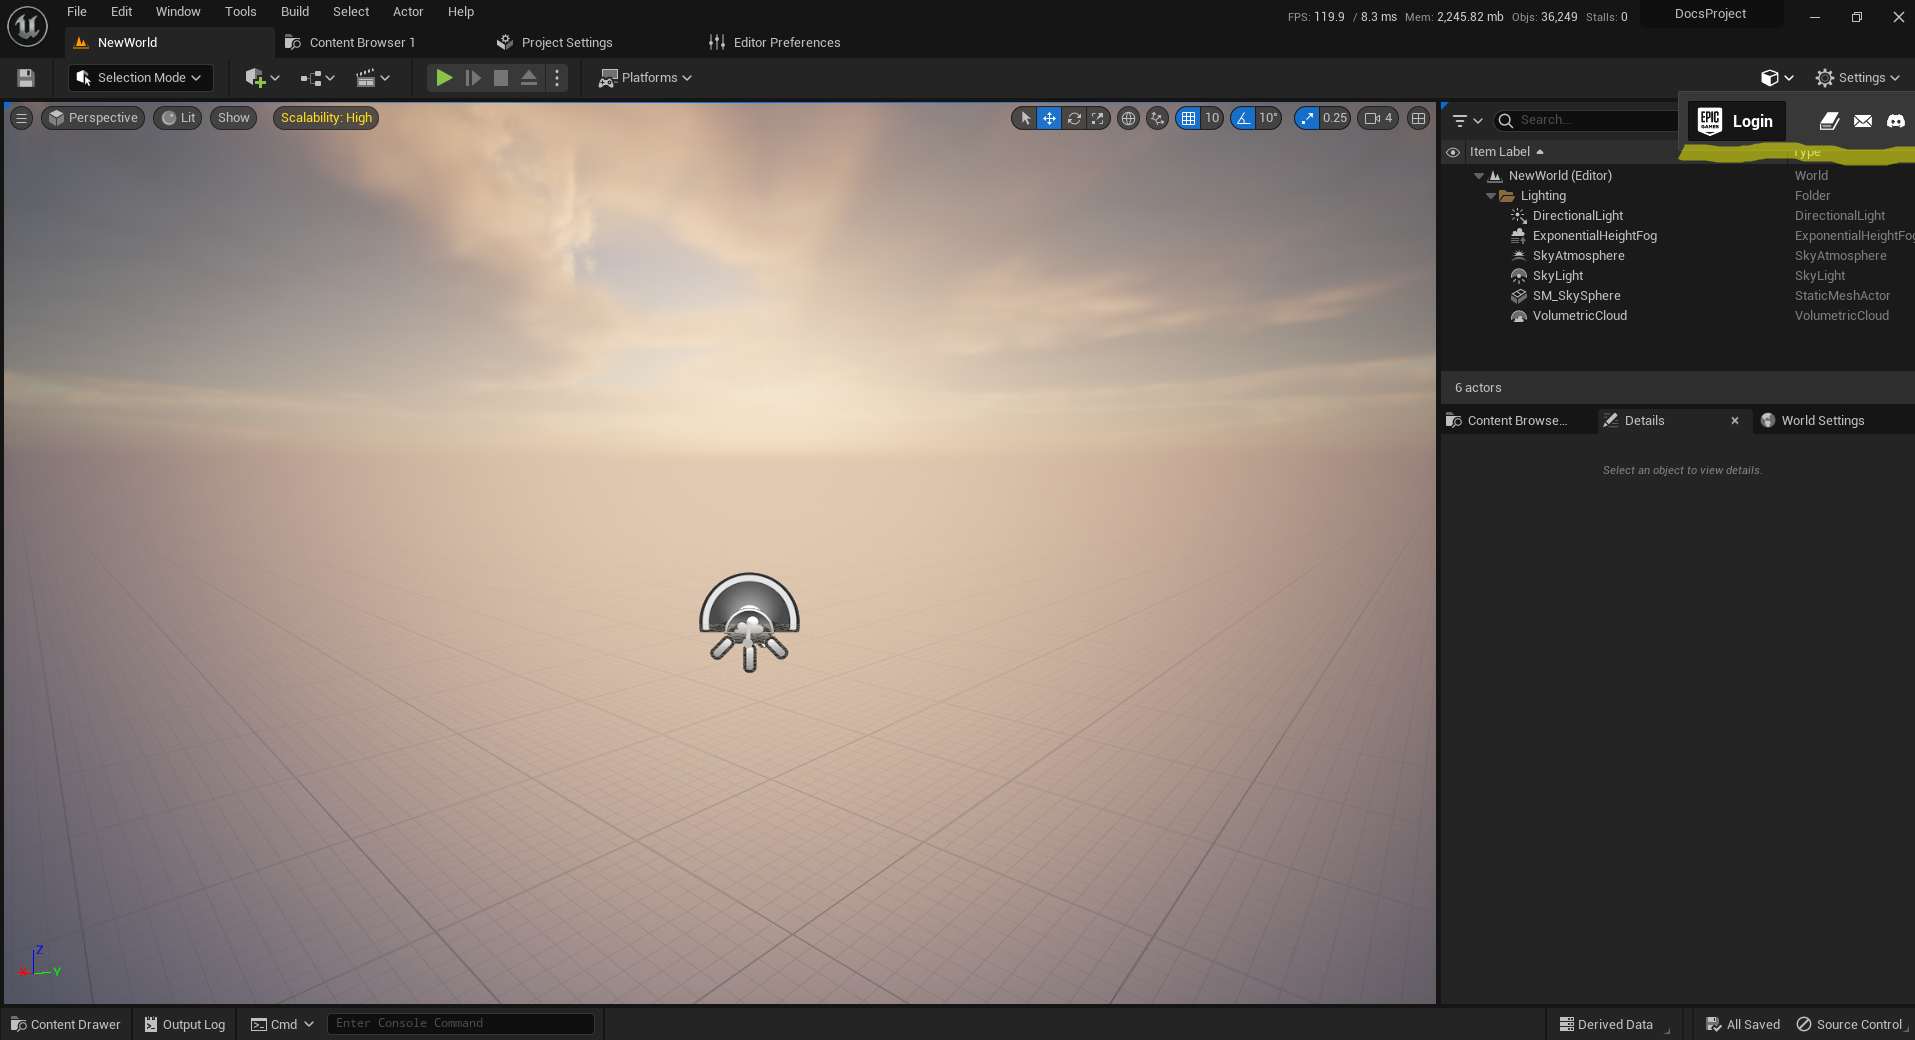 File Edit Window Tools Build Select Actor Help
FPS: 119.9 / 8.3 ms Mem: 2,245.82 mb Objs: 36,249 Stalls: 0
DocsProject
NewWorld
Content Browser 1
Project Settings
Editor Preferences
Selection Mode
Platforms
Settings
Perspective
Lit
Show
Scalability: High
10
10°
0.25
4
Search...
EPIC GAMES
Login
Item Label
Type
NewWorld (Editor) World
Lighting Folder
DirectionalLight DirectionalLight
ExponentialHeightFog ExponentialHeightFog
SkyAtmosphere SkyAtmosphere
SkyLight SkyLight
SM_SkySphere StaticMeshActor
VolumetricCloud VolumetricCloud
6 actors
Content Browse...
Details
World Settings
Select an object to view details.
Z
X
Y
Content Drawer
Output Log
Cmd
Enter Console Command
Derived Data
All Saved
Source Control